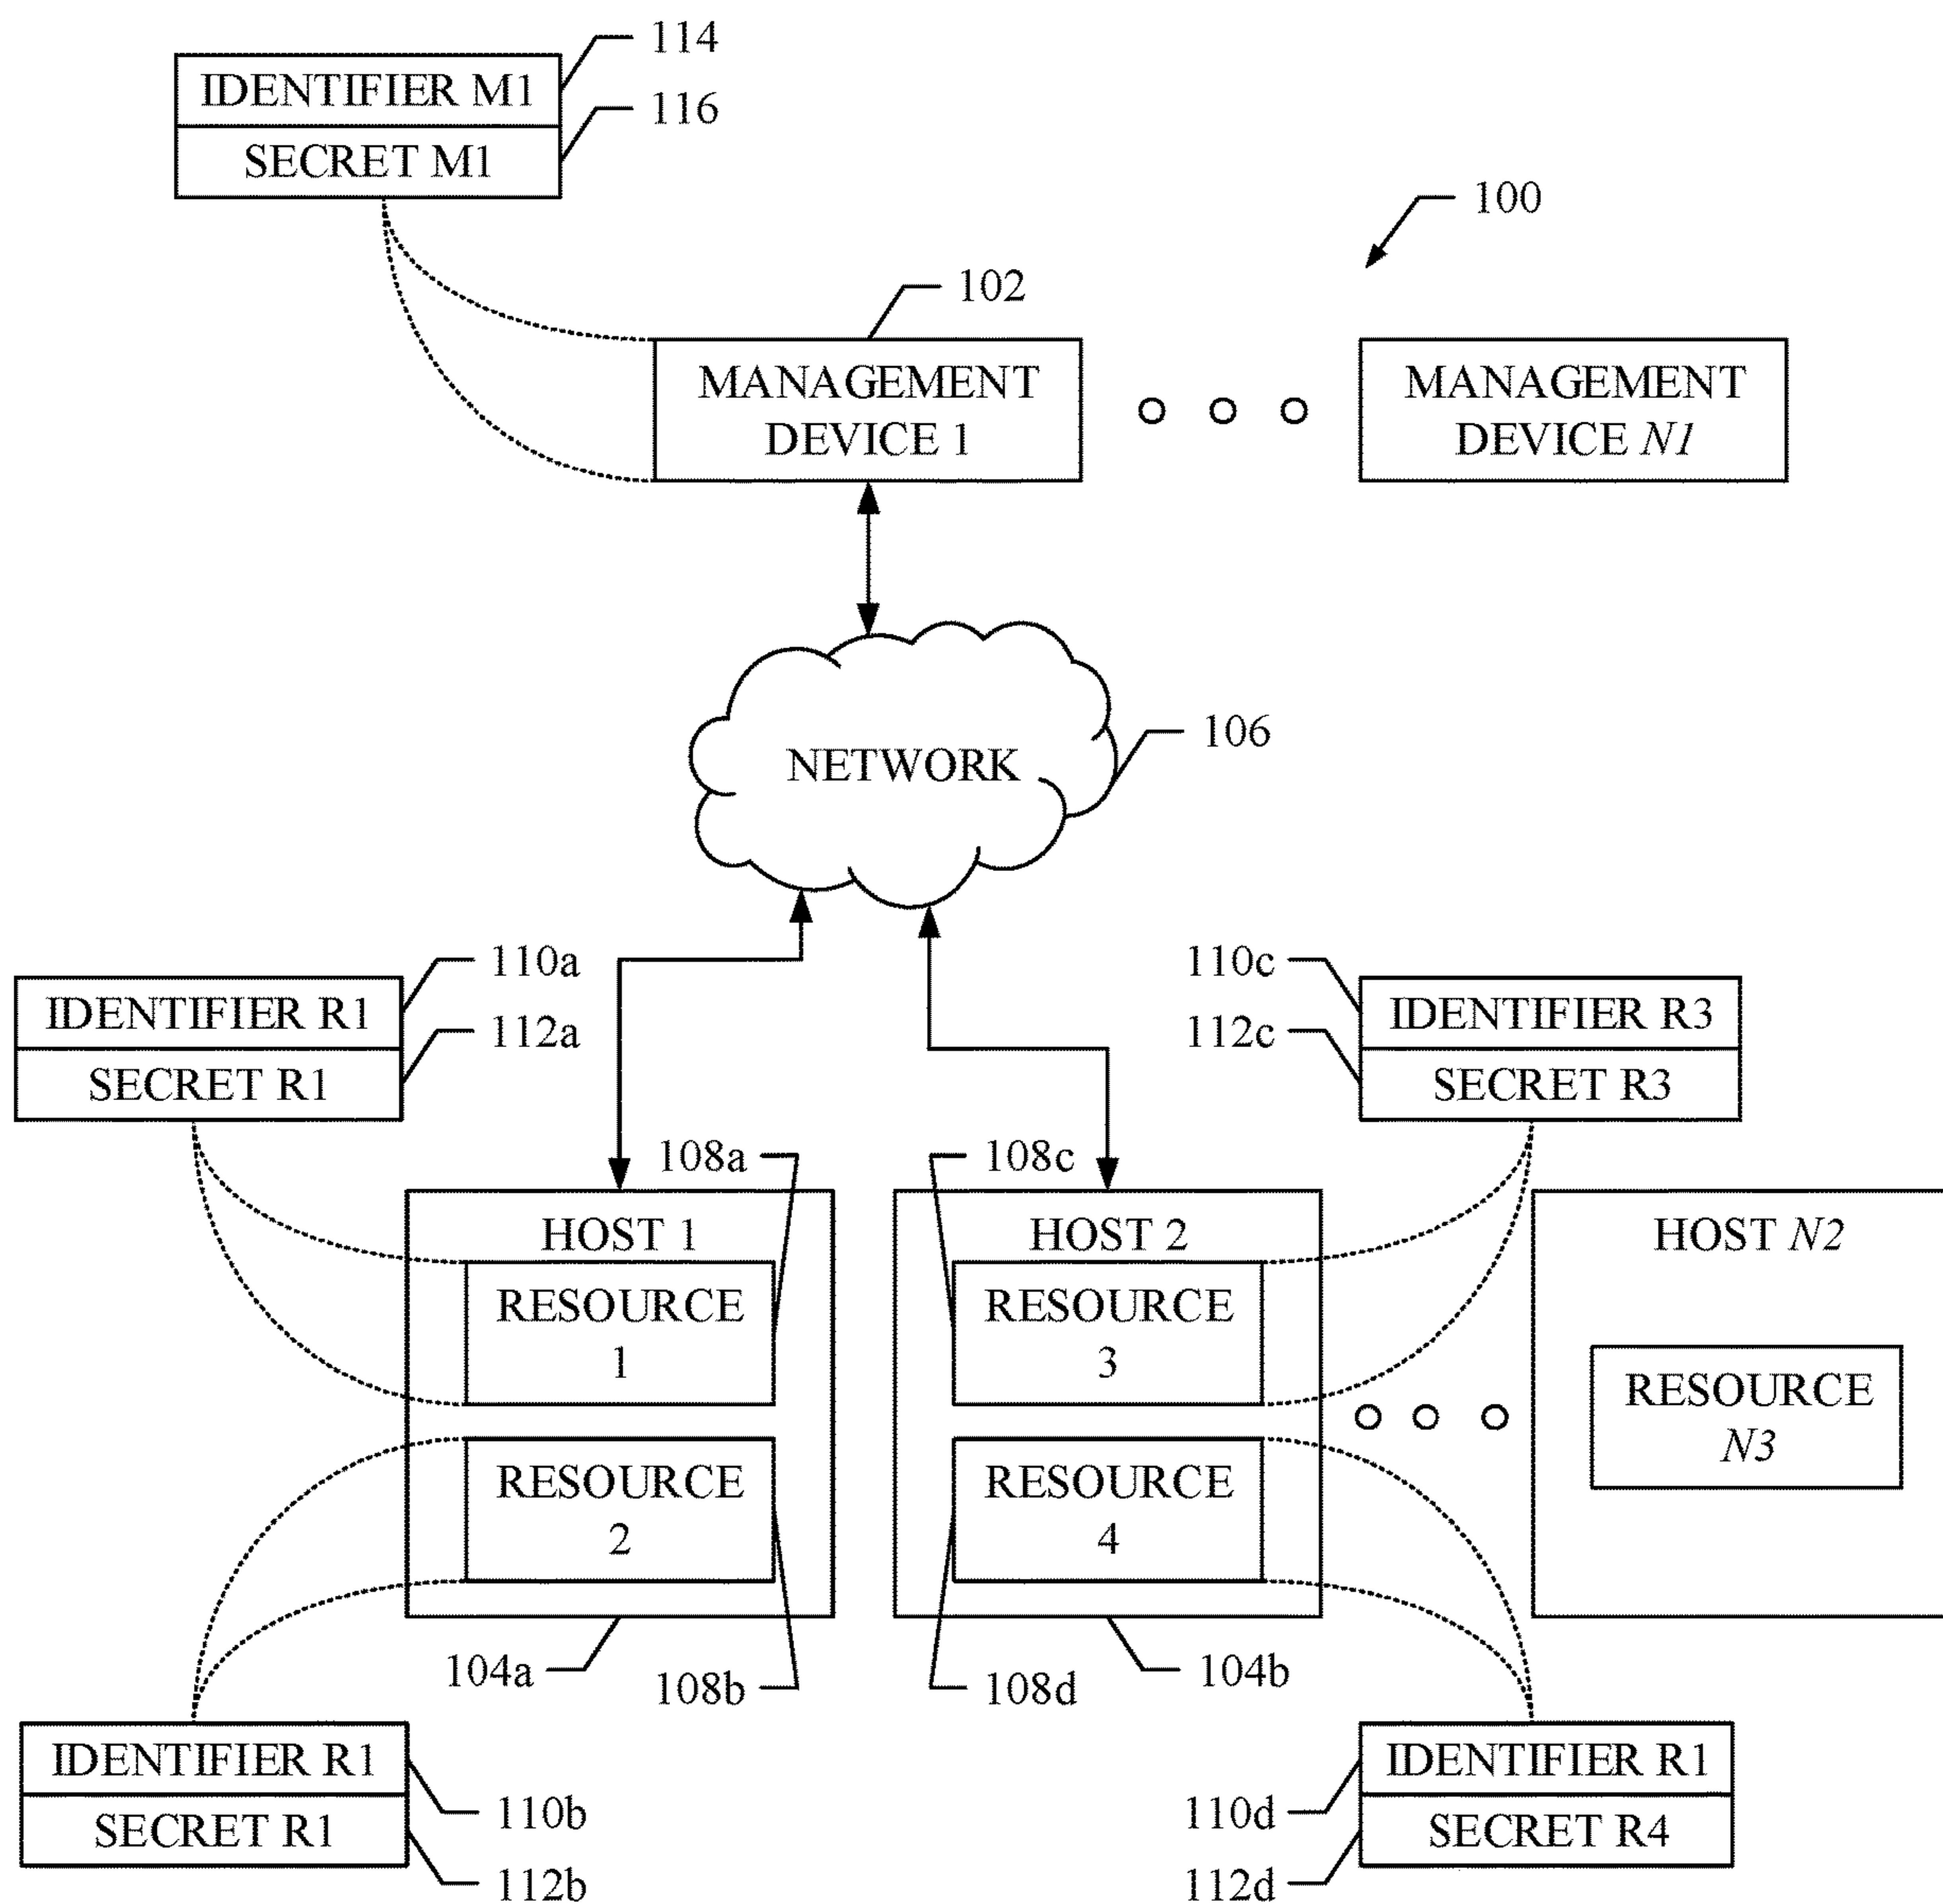 114
IDENTIFIER M1
116
SECRET M1
100
102
MANAGEMENT
DEVICE 1
MANAGEMENT
DEVICE N1
106
NETWORK
110a
IDENTIFIER R1
112a
SECRET R1
110c
IDENTIFIER R3
112c
SECRET R3
108a
108c
HOST 1
RESOURCE
1
RESOURCE
2
HOST 2
RESOURCE
3
RESOURCE
4
HOST N2
RESOURCE
N3
104a
108b
108d
104b
IDENTIFIER R1
110b
SECRET R1
112b
IDENTIFIER R1
110d
SECRET R4
112d